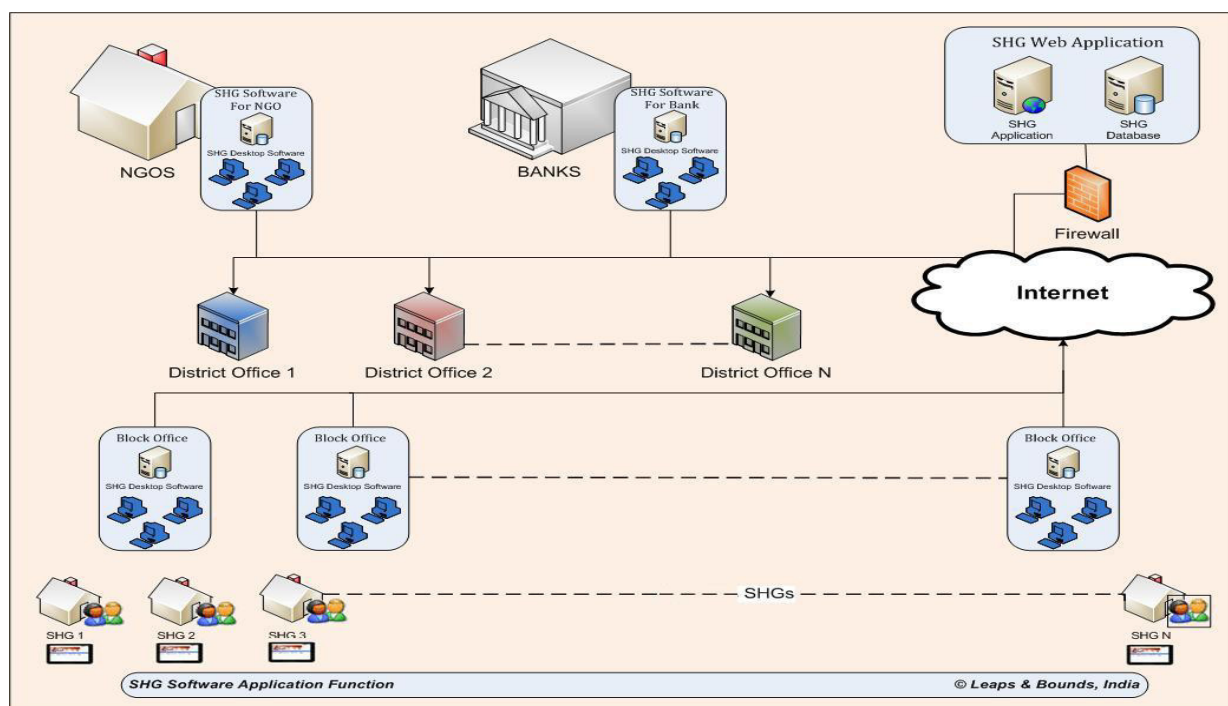 SHG Web Application
SHG
Application
SHG
Database
SHG Software
For NGO
SHG Desktop Software
NGOS
SHG Software
For Bank
SHG Desktop Software
BANKS
Firewall
Internet
District Office 1
District Office 2
District Office N
Block Office
SHG Desktop Software
Block Office
SHG Desktop Software
Block Office
SHG Desktop Software
SHGs
SHG 1
SHG 2
SHG 3
SHG N
SHG Software Application Function
© Leaps & Bounds, India